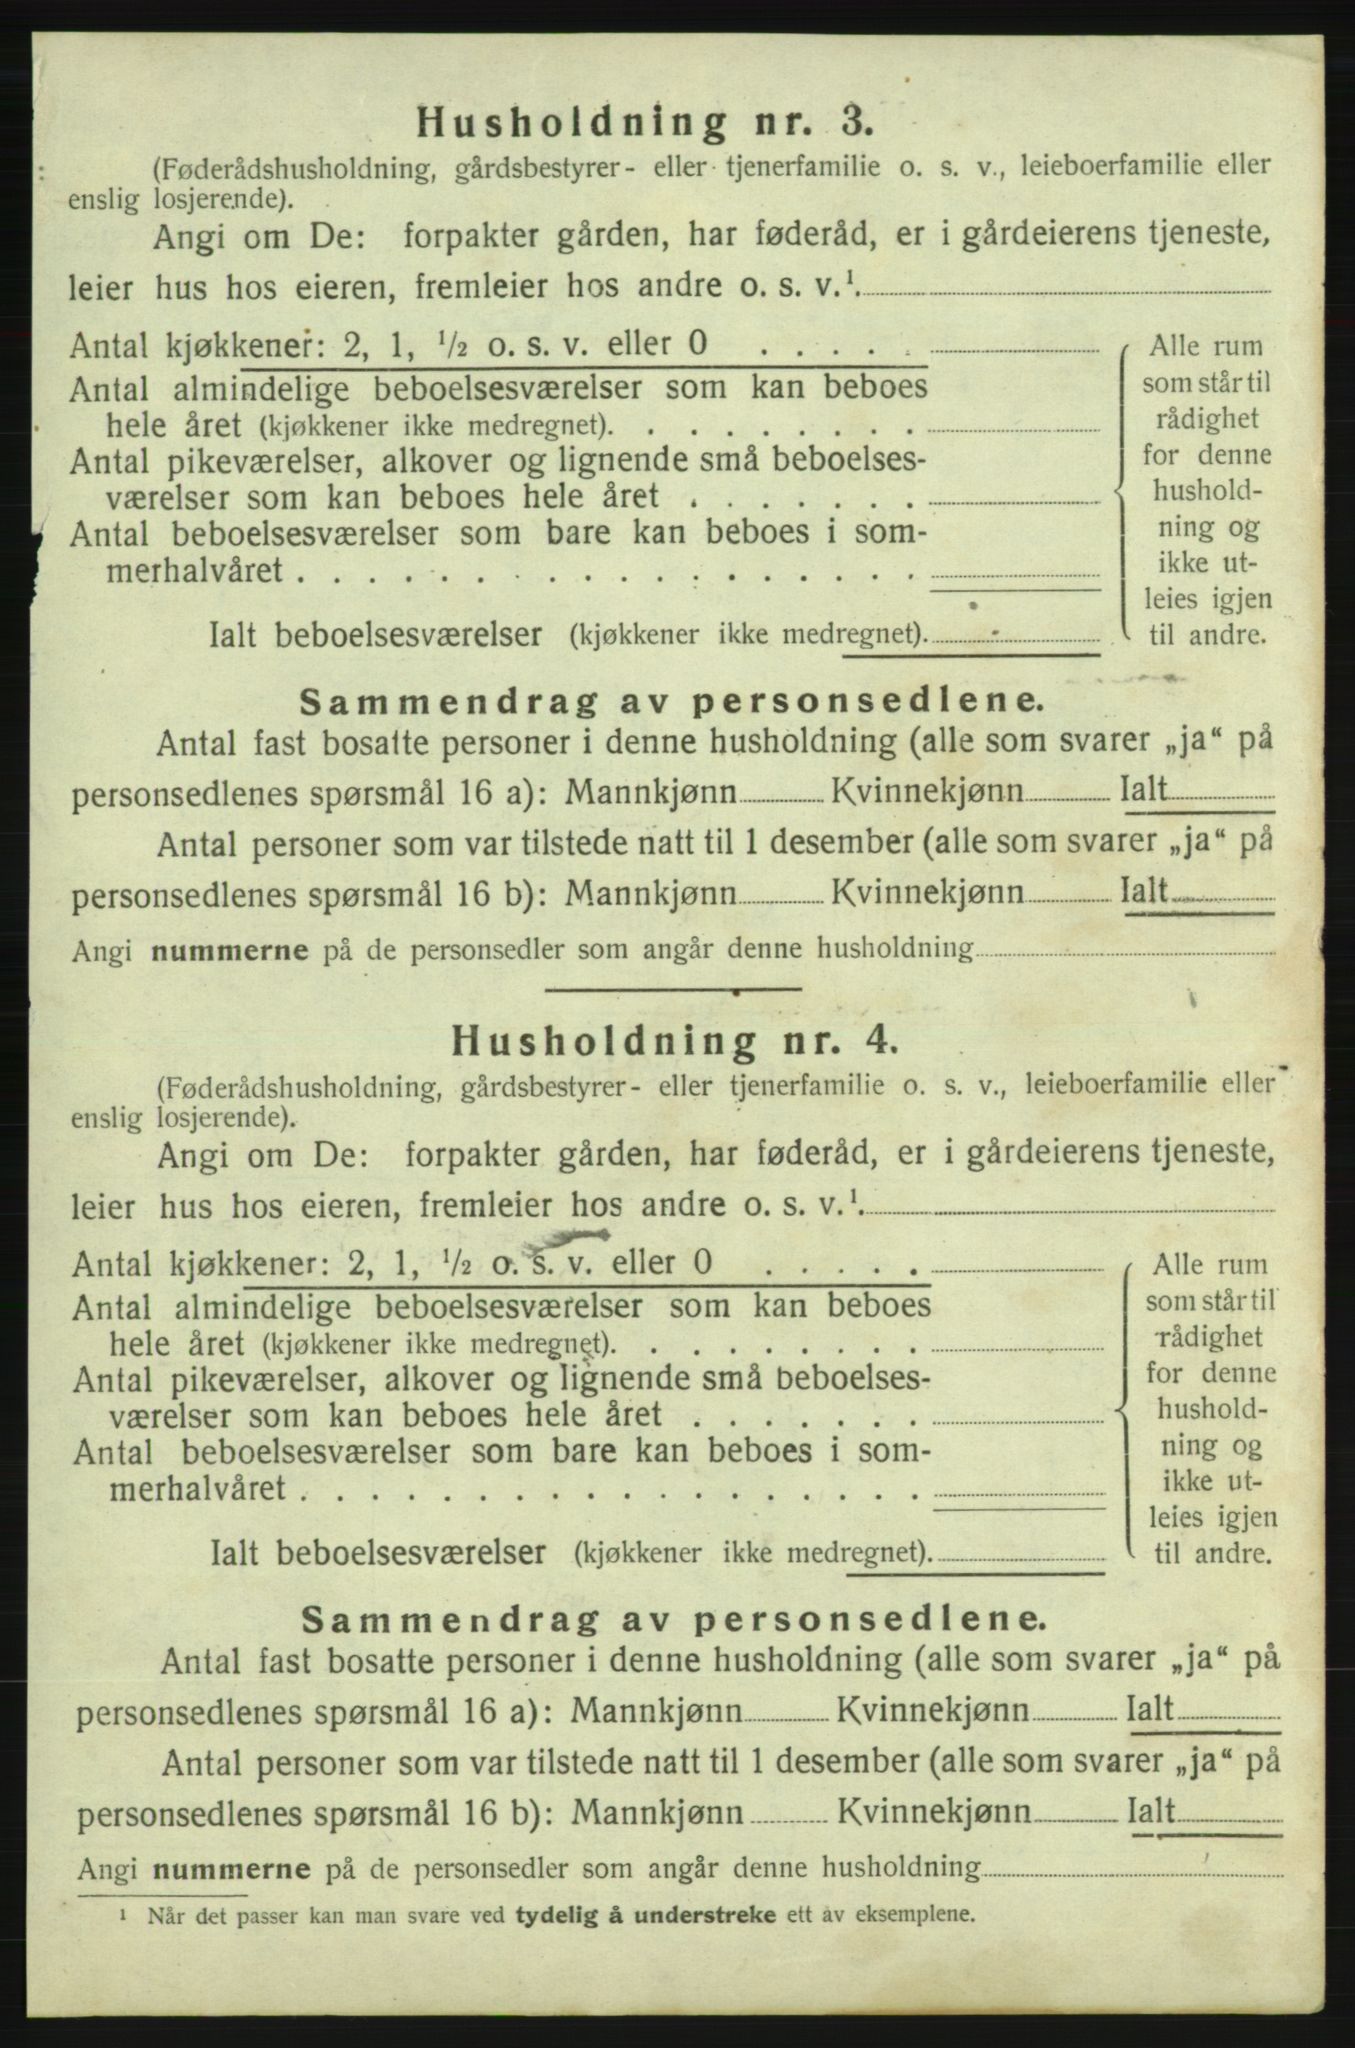 Husholdning nr. 3.
(Føderådshusholdning, gårdsbestyrer- eller tjenerfamilie o. s. v., leieboerfamilie eller
enslig losjerende).
Angi om De: forpakter gården, har føderåd, er i gårdeierens tjeneste,
leier hus hos eieren, fremleier hos andre o. s. v.¹
Antal kjøkkener: 2, 1, ½ o. s. v. eller 0 . . . . .
Antal almindelige beboelsesværelser som kan beboes
hele året (kjøkkener ikke medregnet). . . . . . . . .
Antal pikeværelser, alkover og lignende små beboelses-
værelser som kan beboes hele året . . . . . . .
Antal beboelsesværelser som bare kan beboes i som-
merhalvåret . . . . . . . . . . . . . . . . . .
Ialt beboelsesværelser (kjøkkener ikke medregnet).
Alle rum
som står til
rådighet
for denne
hushold-
ning og
ikke ut-
leies igjen
til andre.
Sammendrag av personsedlene.
Antal fast bosatte personer i denne husholdning (alle som svarer „ja“ på
personsedlenes spørsmål 16 a): Mannkjønn Kvinnekjønn Ialt
Antal personer som var tilstede natt til 1 desember (alle som svarer „ja“ på
personsedlenes spørsmål 16 b): Mannkjønn Kvinnekjønn Ialt
Angi nummerne på de personsedler som angår denne husholdning
Husholdning nr. 4.
(Føderådshusholdning, gårdsbestyrer- eller tjenerfamilie o. s. v., leieboerfamilie eller
enslig losjerende).
Angi om De: forpakter gården, har føderåd, er i gårdeierens tjeneste,
leier hus hos eieren, fremleier hos andre o. s. v.¹
Antal kjøkkener: 2, 1, ½ o. s. v. eller 0 . . . . .
Antal almindelige beboelsesværelser som kan beboes
hele året (kjøkkener ikke medregnet). . . . . . . . .
Antal pikeværelser, alkover og lignende små beboelses-
værelser som kan beboes hele året . . . . . . .
Antal beboelsesværelser som bare kan beboes i som-
merhalvåret . . . . . . . . . . . . . . . . . .
Ialt beboelsesværelser (kjøkkener ikke medregnet).
Alle rum
som står til
rådighet
for denne
hushold-
ning og
ikke ut-
leies igjen
til andre.
Sammendrag av personsedlene.
Antal fast bosatte personer i denne husholdning (alle som svarer „ja“ på
personsedlenes spørsmål 16 a): Mannkjønn Kvinnekjønn Ialt
Antal personer som var tilstede natt til 1 desember (alle som svarer „ja“ på
personsedlenes spørsmål 16 b): Mannkjønn Kvinnekjønn Ialt
Angi nummerne på de personsedler som angår denne husholdning
¹ Når det passer kan man svare ved tydelig å understreke ett av eksemplene.